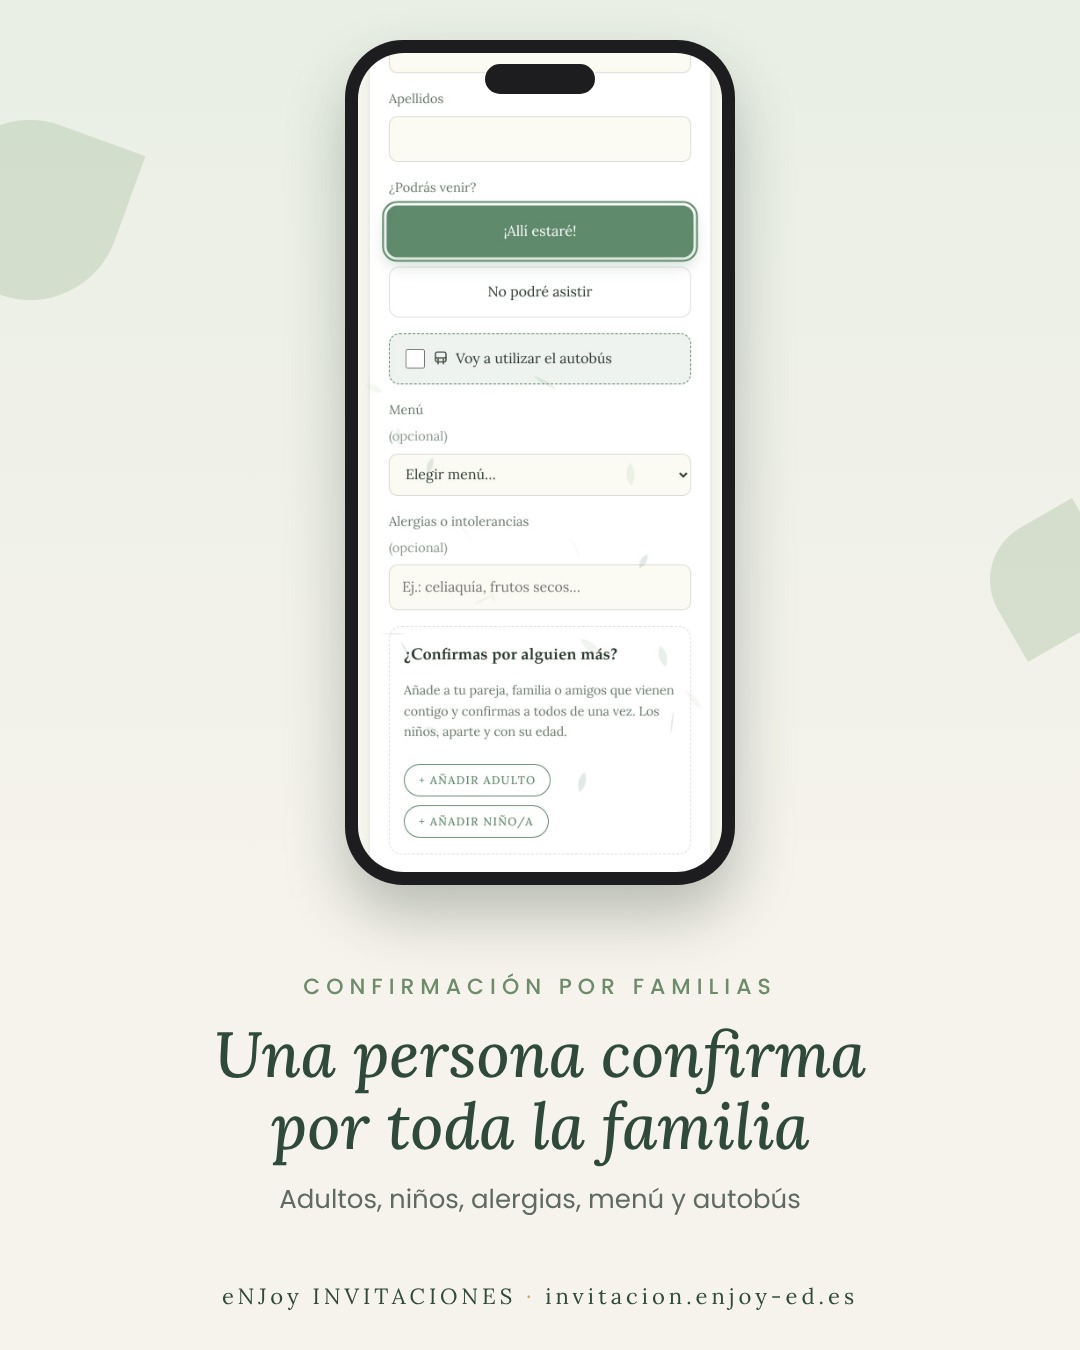 Apellidos
¿Podrás venir?
¡Allí estaré!
No podré asistir
Voy a utilizar el autobús
Menú
(opcional)
Elegir menú...
Alergias o intolerancias
(opcional)
Ej.: celiaquía, frutos secos...
¿Confirmas por alguien más?
Añade a tu pareja, familia o amigos que vienen
contigo y confirmas a todos de una vez. Los
niños, aparte y con su edad.
+ AÑADIR ADULTO
+ AÑADIR NIÑO/A
CONFIRMACIÓN POR FAMILIAS
Una persona confirma
por toda la familia
Adultos, niños, alergias, menú y autobús
eNJoy INVITACIONES · invitacion.enjoy-ed.es